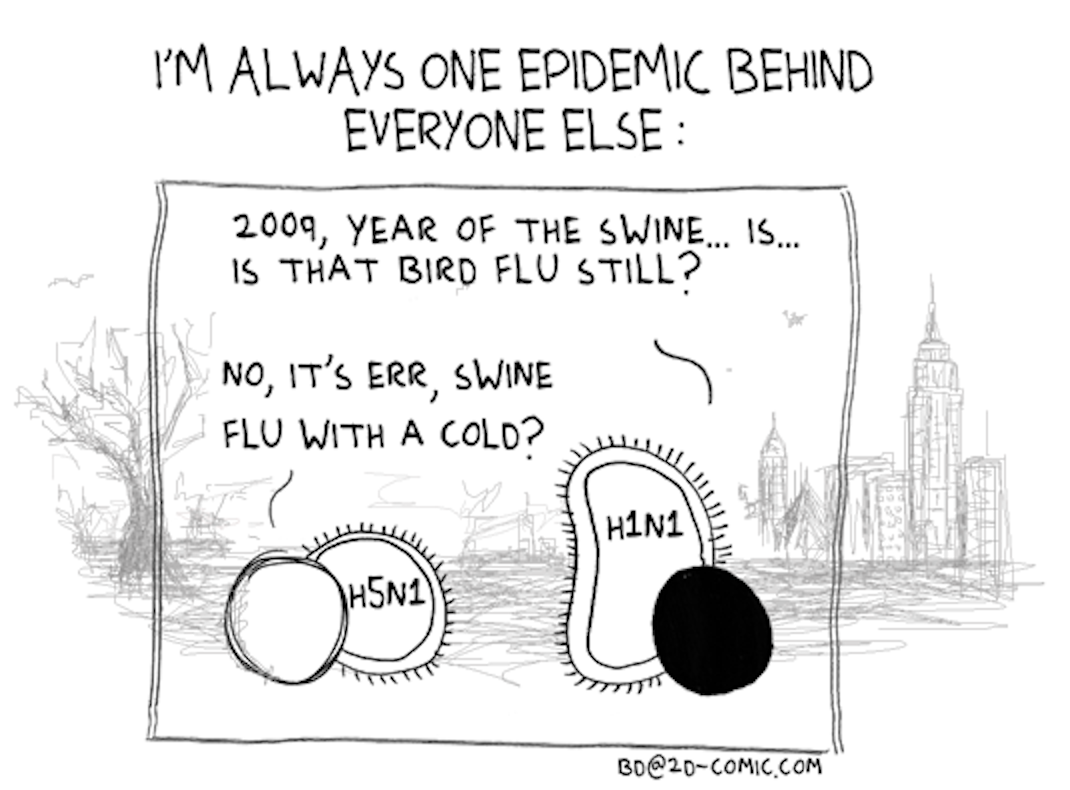 I'M ALWAYS ONE EPIDEMIC BEHIND
EVERYONE ELSE :
2009, YEAR OF THE SWINE... IS...
IS THAT BIRD FLU STILL?
NO, IT'S ERR, SWINE
FLU WITH A COLD?
H5N1
H1N1
BD@2D-COMIC.COM